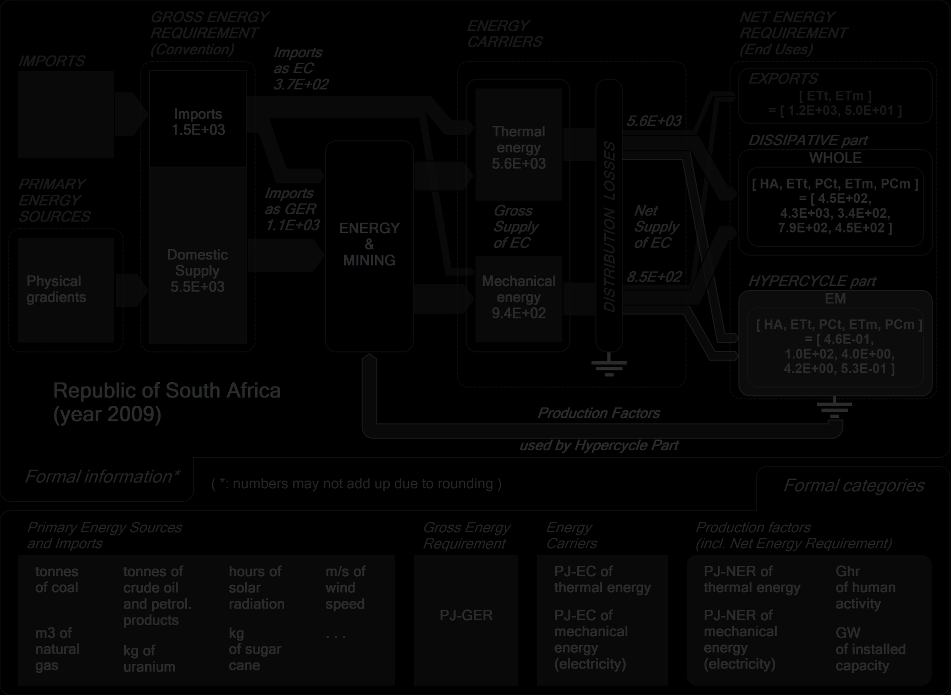 GROSS ENERGY
REQUIREMENT
(Convention)
ENERGY
CARRIERS
NET ENERGY
REQUIREMENT
(End Uses)
IMPORTS
Imports
as EC
3.7E+02
EXPORTS
[ ETt, ETm ]
= [ 1.2E+03, 5.0E+01 ]
Imports
1.5E+03
Thermal
energy
5.6E+03
5.6E+03
DISSIPATIVE part
WHOLE
[ HA, ETt, PCt, ETm, PCm ]
= [ 4.5E+02,
4.3E+03, 3.4E+02,
7.9E+02, 4.5E+02 ]
PRIMARY
ENERGY
SOURCES
Imports
as GER
1.1E+03
ENERGY
&
MINING
Gross
Supply
of EC
DISTRIBUTION LOSSES
Net
Supply
of EC
Physical
gradients
Domestic
Supply
5.5E+03
Mechanical
energy
9.4E+02
8.5E+02
HYPERCYCLE part
EM
[ HA, ETt, PCt, ETm, PCm ]
= [ 4.6E-01,
1.0E+02, 4.0E+00,
4.2E+00, 5.3E-01 ]
Republic of South Africa
(year 2009)
Production Factors
used by Hypercycle Part
Formal information*
( *: numbers may not add up due to rounding )
Formal categories
Primary Energy Sources
and Imports
Gross Energy
Requirement
Energy
Carriers
Production factors
(incl. Net Energy Requirement)
tonnes
of coal
tonnes of
crude oil
and petrol.
products
hours of
solar
radiation
m/s of
wind
speed
m3 of
natural
gas
kg of
uranium
kg
of sugar
cane
. . .
PJ-GER
PJ-EC of
thermal energy
PJ-EC of
mechanical
energy
(electricity)
PJ-NER of
thermal energy
PJ-NER of
mechanical
energy
(electricity)
Ghr
of human
activity
GW
of installed
capacity